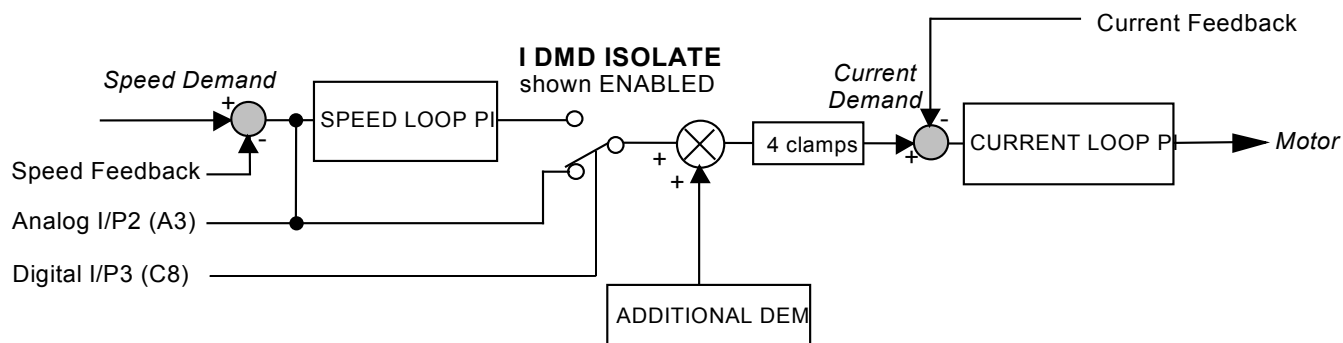 Current Feedback
I DMD ISOLATE
shown ENABLED
Speed Demand
Current
Demand
+
-
SPEED LOOP PI
-
+
4 clamps
CURRENT LOOP PI
Motor
Speed Feedback
+
+
Analog I/P2 (A3)
Digital I/P3 (C8)
ADDITIONAL DEM